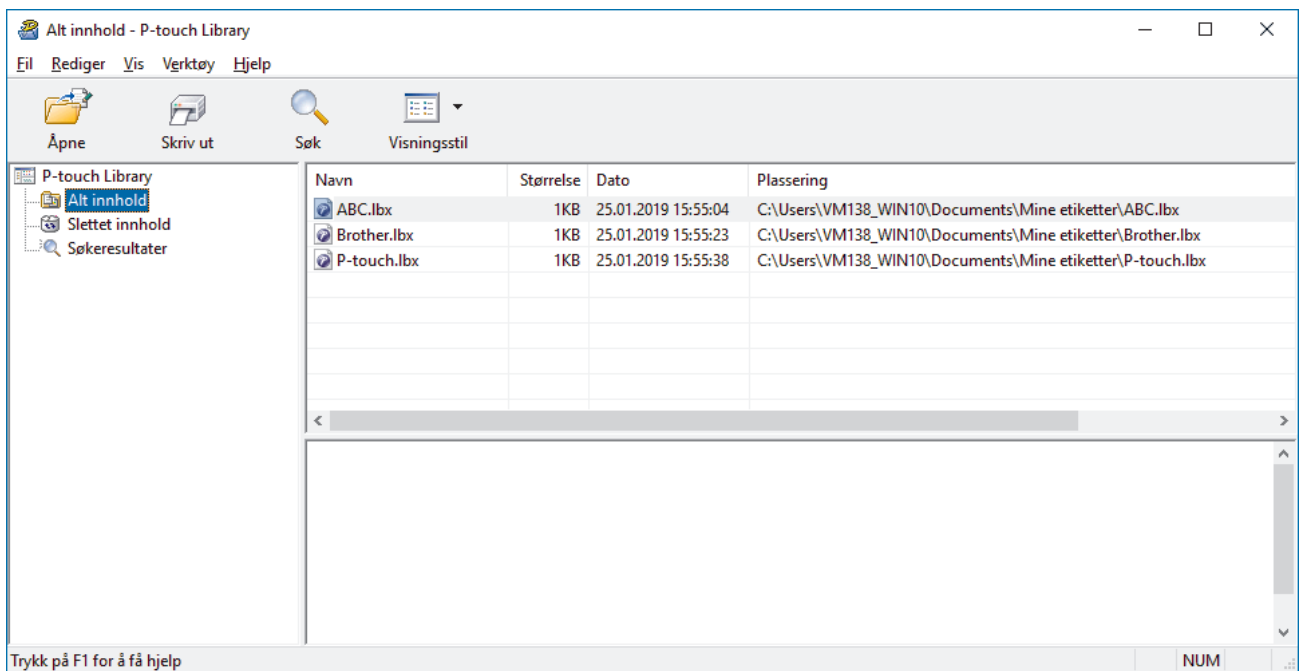 Alt innhold - P-touch Library
Fil Rediger Vis Verktøy Hjelp
Åpne Skriv ut Søk Visningsstil
P-touch Library
Alt innhold
Slettet innhold
Søkeresultater
Navn Størrelse Dato Plassering
ABC.lbx 1KB 25.01.2019 15:55:04 C:\Users\VM138_WIN10\Documents\Mine etiketter\ABC.lbx
Brother.lbx 1KB 25.01.2019 15:55:23 C:\Users\VM138_WIN10\Documents\Mine etiketter\Brother.lbx
P-touch.lbx 1KB 25.01.2019 15:55:38 C:\Users\VM138_WIN10\Documents\Mine etiketter\P-touch.lbx
Trykk på F1 for å få hjelp NUM